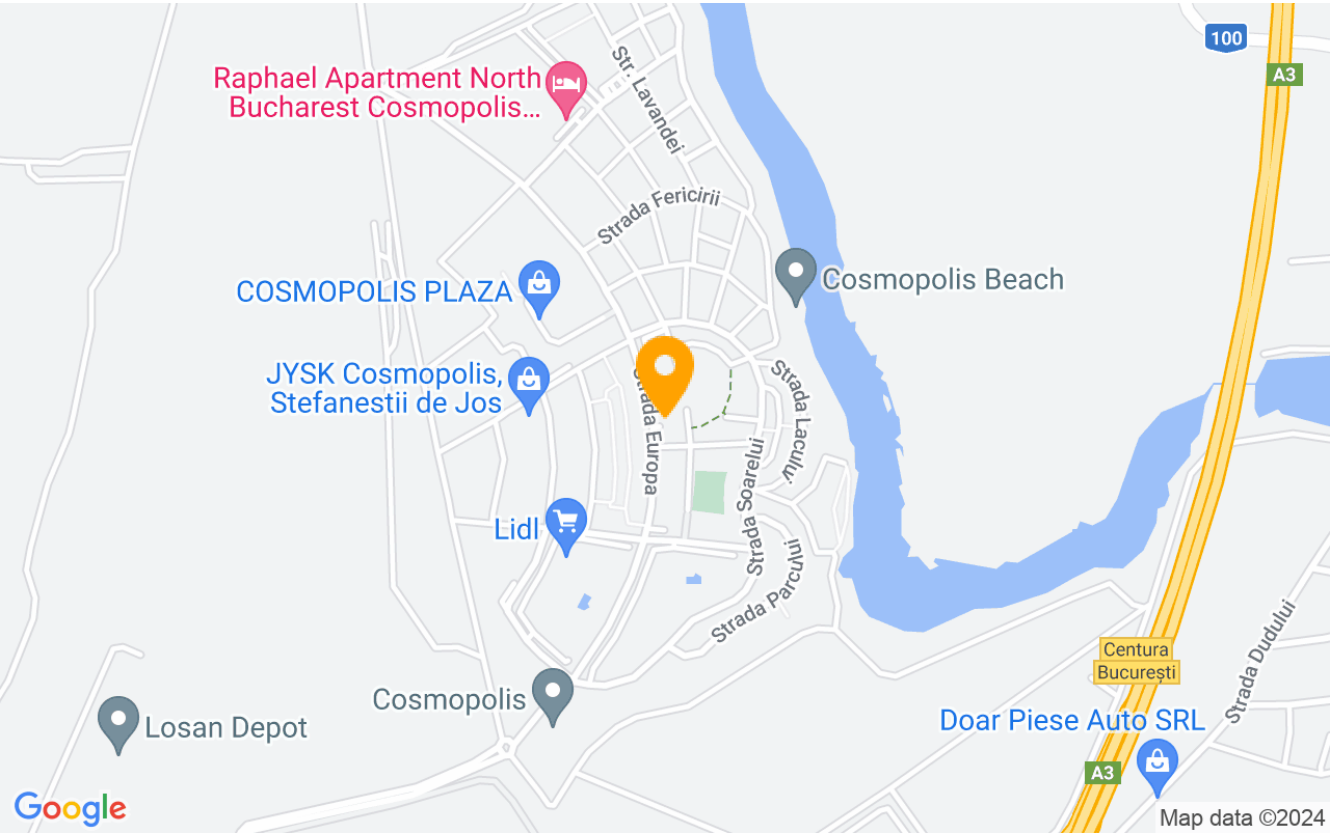 100
A3
Str. Lavandei
Raphael Apartment North
Bucharest Cosmopolis...
Strada Fericirii
COSMOPOLIS PLAZA
Cosmopolis Beach
JYSK Cosmopolis,
Stefanestii de Jos
Strada Europa
Strada Lacului
Strada Soarelui
Lidl
Strada Parcului
Centura
București
Strada Dudului
Cosmopolis
Losan Depot
Doar Piese Auto SRL
A3
Google
Map data ©2024